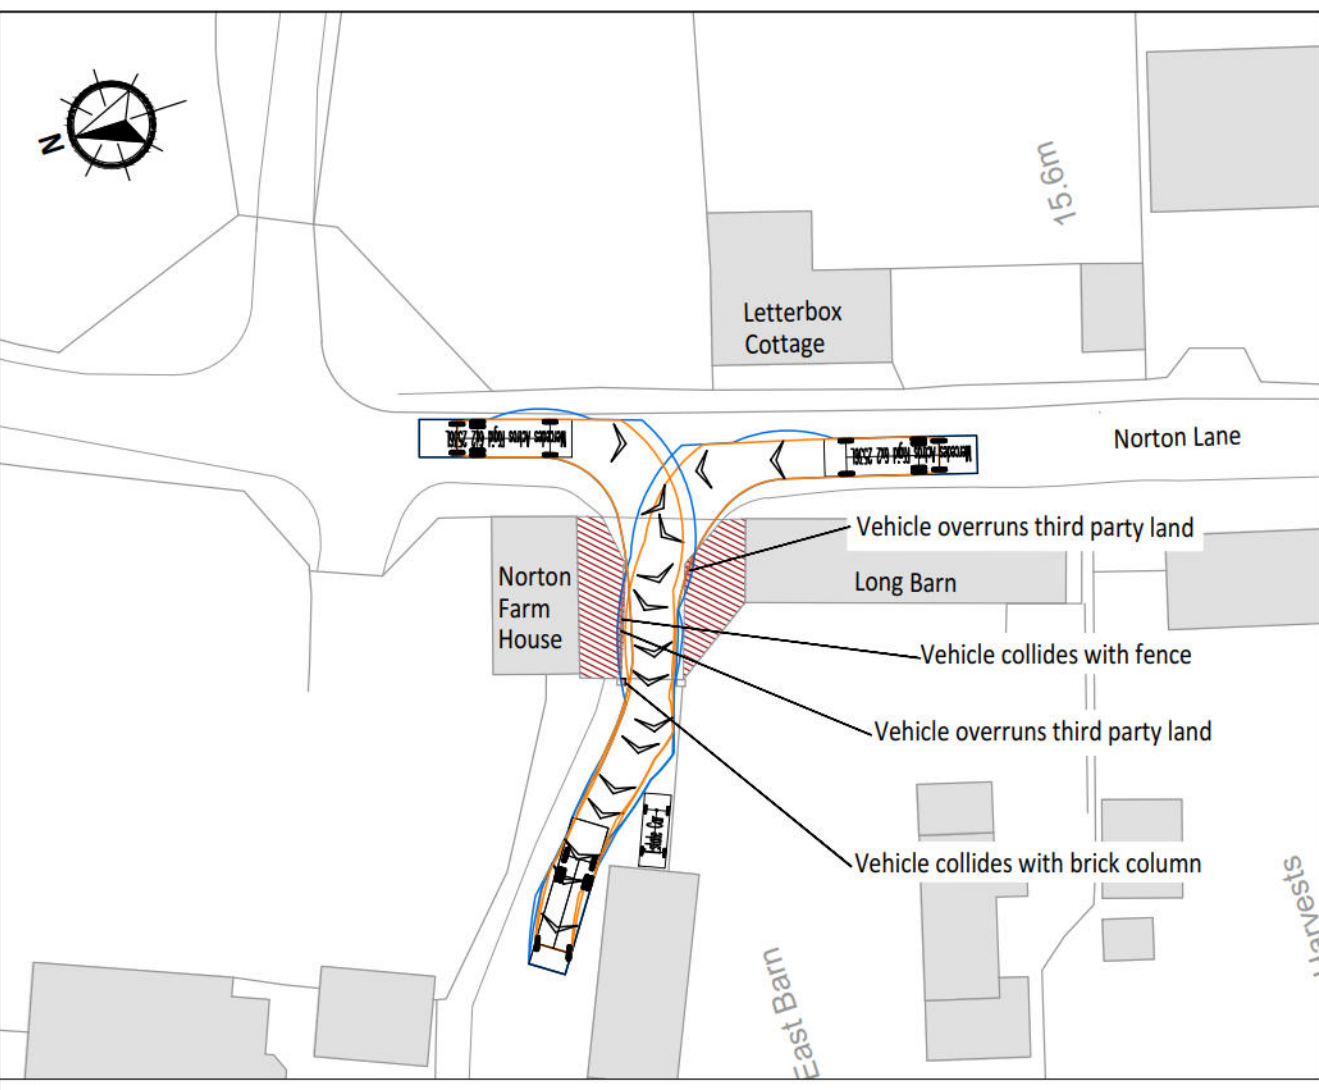 N
15.6m
Letterbox
Cottage
Norton Lane
Vehicle overruns third party land
Norton
Farm
House
Long Barn
Vehicle collides with fence
Vehicle overruns third party land
Vehicle collides with brick column
East Barn
Harvests